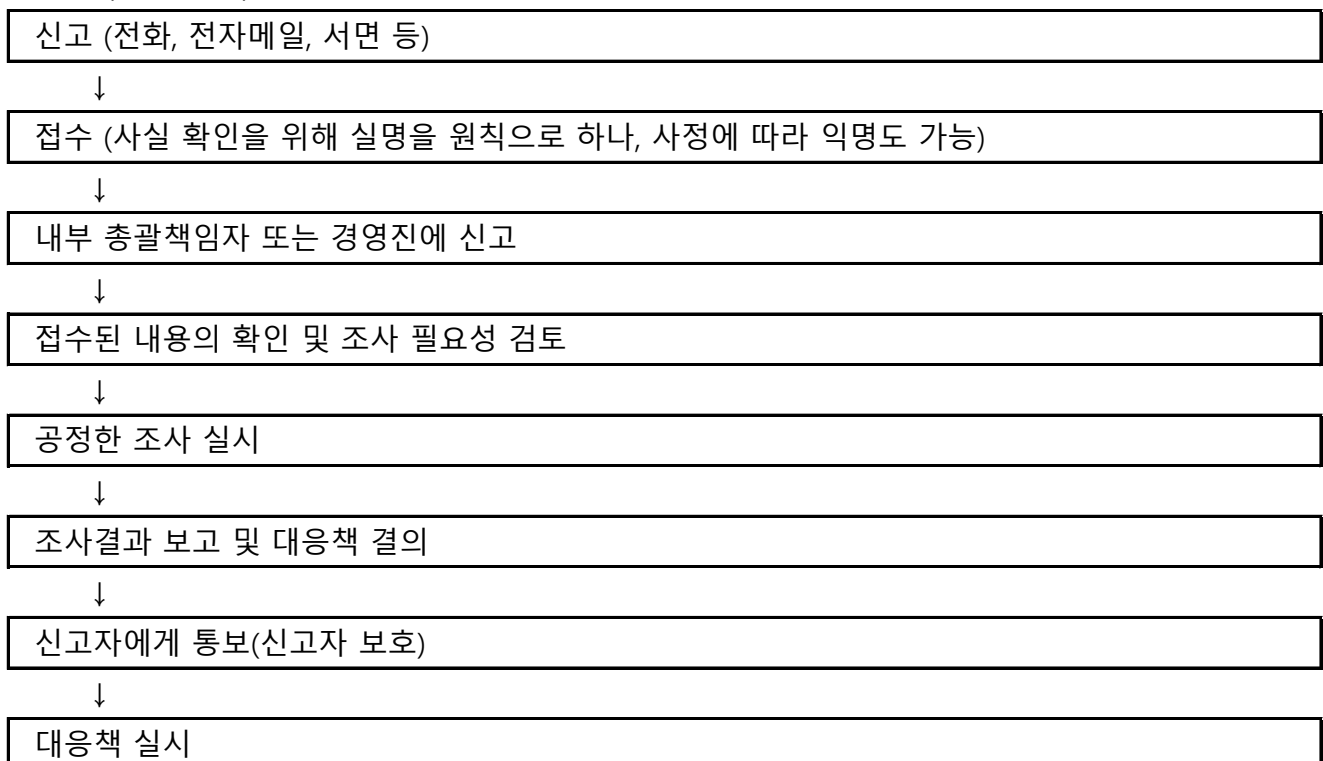 신고 (전화, 전자메일, 서면 등)
↓
접수 (사실 확인을 위해 실명을 원칙으로 하나, 사정에 따라 익명도 가능)
↓
내부 총괄책임자 또는 경영진에 신고
↓
접수된 내용의 확인 및 조사 필요성 검토
↓
공정한 조사 실시
↓
조사결과 보고 및 대응책 결의
↓
신고자에게 통보(신고자 보호)
↓
대응책 실시